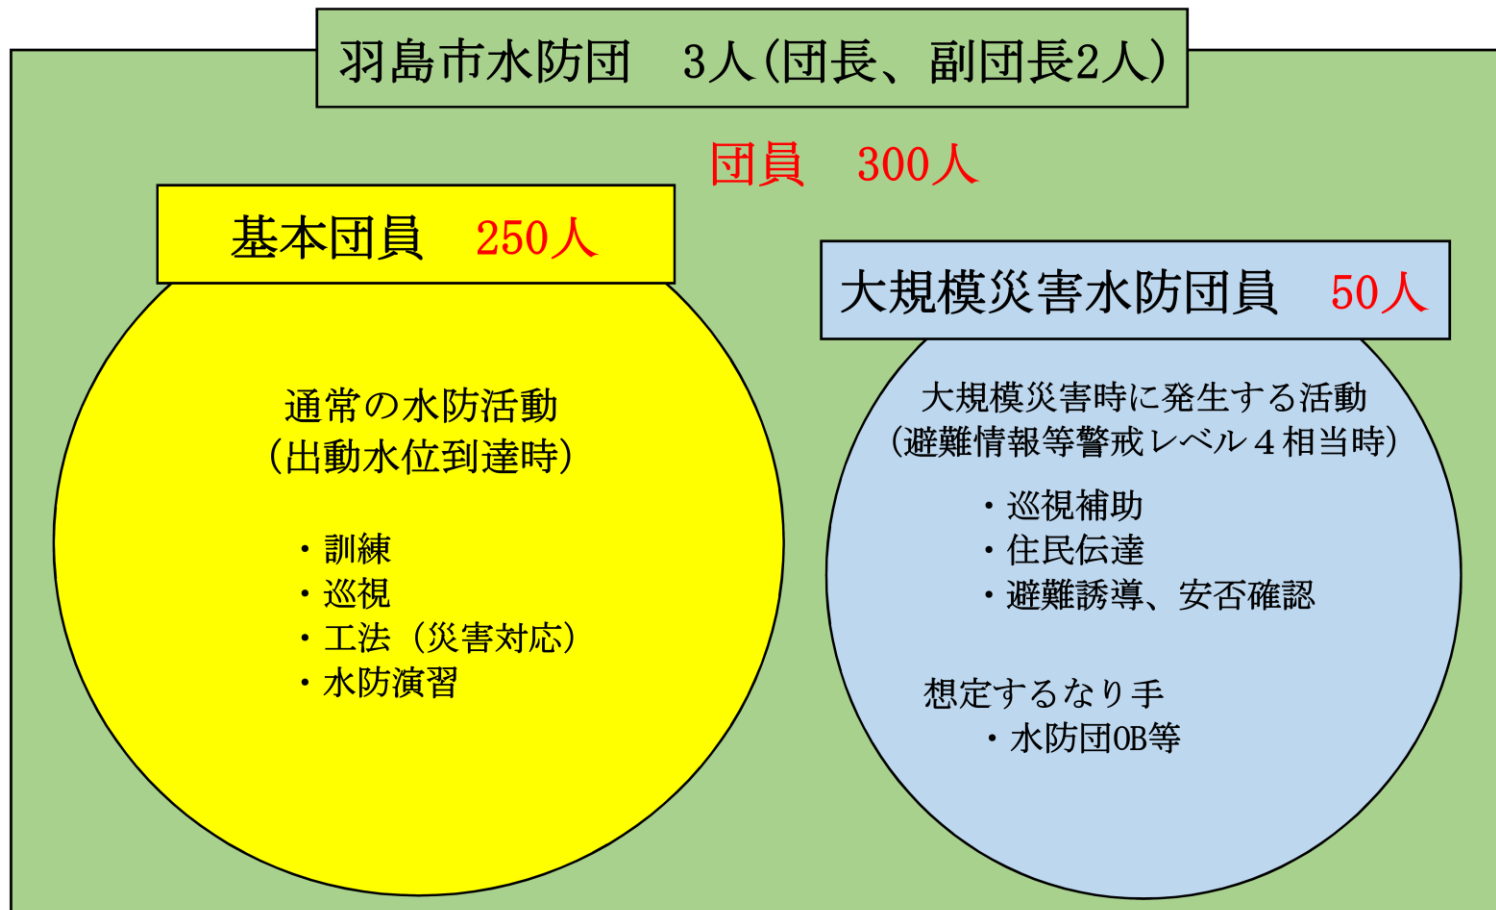 羽島市水防団　3人(団長、副団長2人)
団員　300人
基本団員　250人
通常の水防活動
(出動水位到達時)
・訓練
・巡視
・工法（災害対応）
・水防演習
大規模災害水防団員　50人
大規模災害時に発生する活動
(避難情報等警戒レベル４相当時)
・巡視補助
・住民伝達
・避難誘導、安否確認
想定するなり手
・水防団OB等